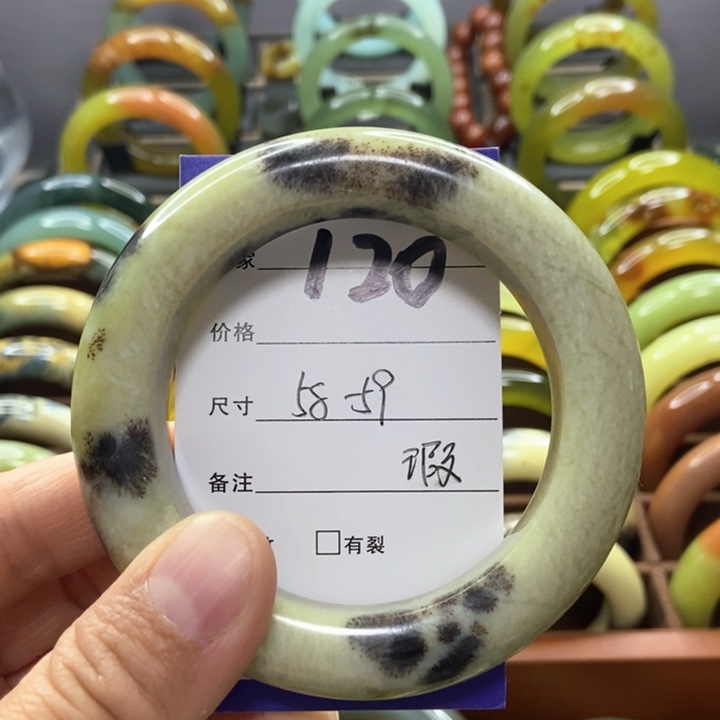 家 120
价格
尺寸 58-59
备注 瑕
□有裂